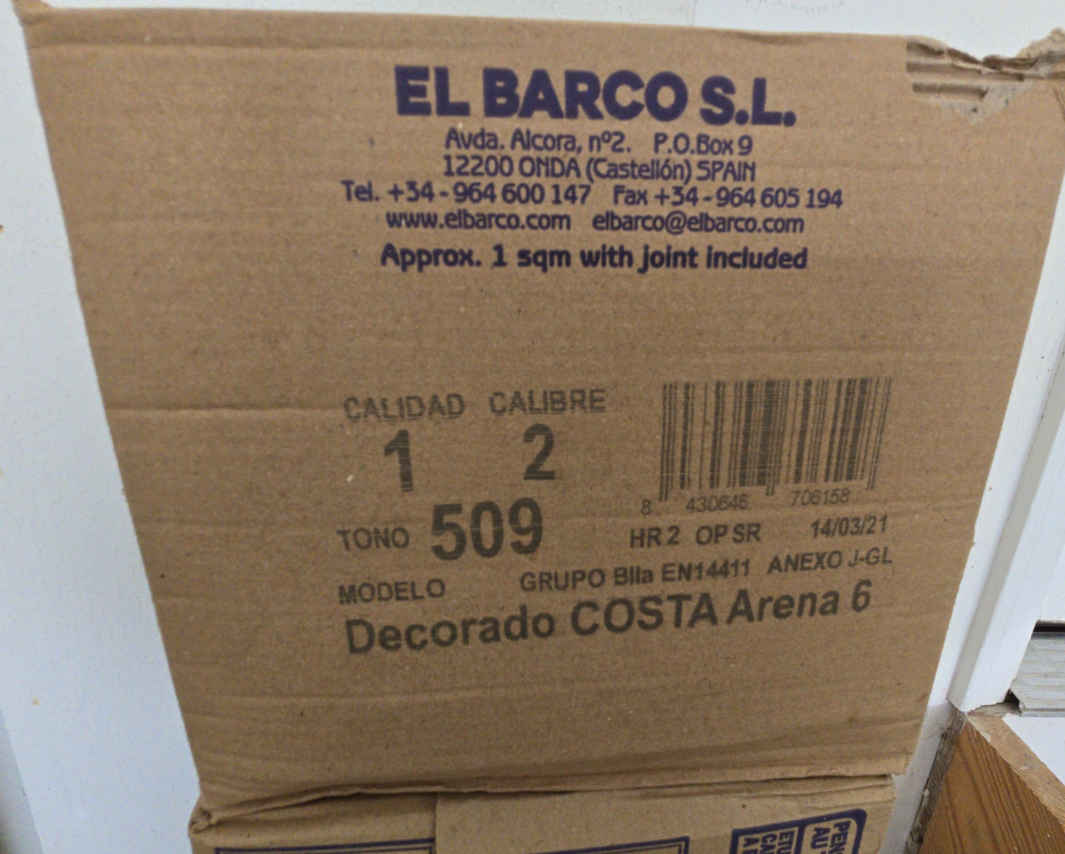 EL BARCO S.L.
Avda. Alcora, nº2. P.O.Box 9
12200 ONDA (Castellón) SPAIN
Tel. +34 - 964 600 147 Fax +34 - 964 605 194
www.elbarco.com elbarco@elbarco.com
Approx. 1 sqm with joint included
CALIDAD CALIBRE
1 2
8 430646 706158
TONO 509
HR 2 OP SR 14/03/21
MODELO GRUPO BIIa EN14411 ANEXO J-GL
Decorado COSTA Arena 6